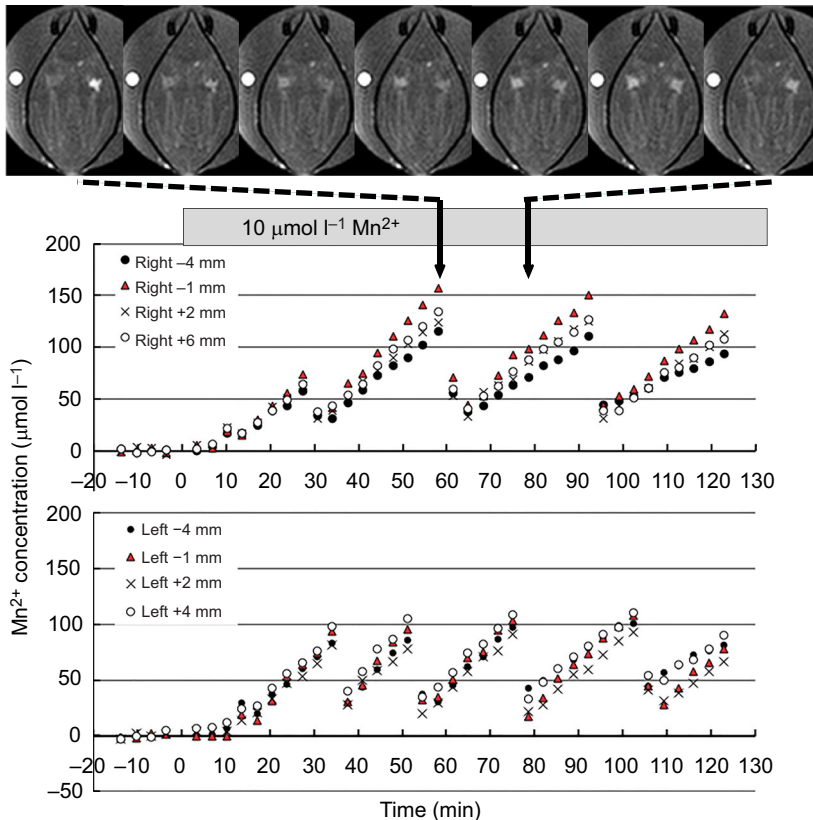 10 μmol l⁻¹ Mn²⁺
Mn²⁺ concentration (μmol l⁻¹)
200
150
100
50
0
Right –4 mm
Right –1 mm
Right +2 mm
Right +6 mm
–20 –10 0 10 20 30 40 50 60 70 80 90 100 110 120 130
200
150
100
50
0
–50
Left –4 mm
Left –1 mm
Left +2 mm
Left +4 mm
–20 –10 0 10 20 30 40 50 60 70 80 90 100 110 120 130
Time (min)